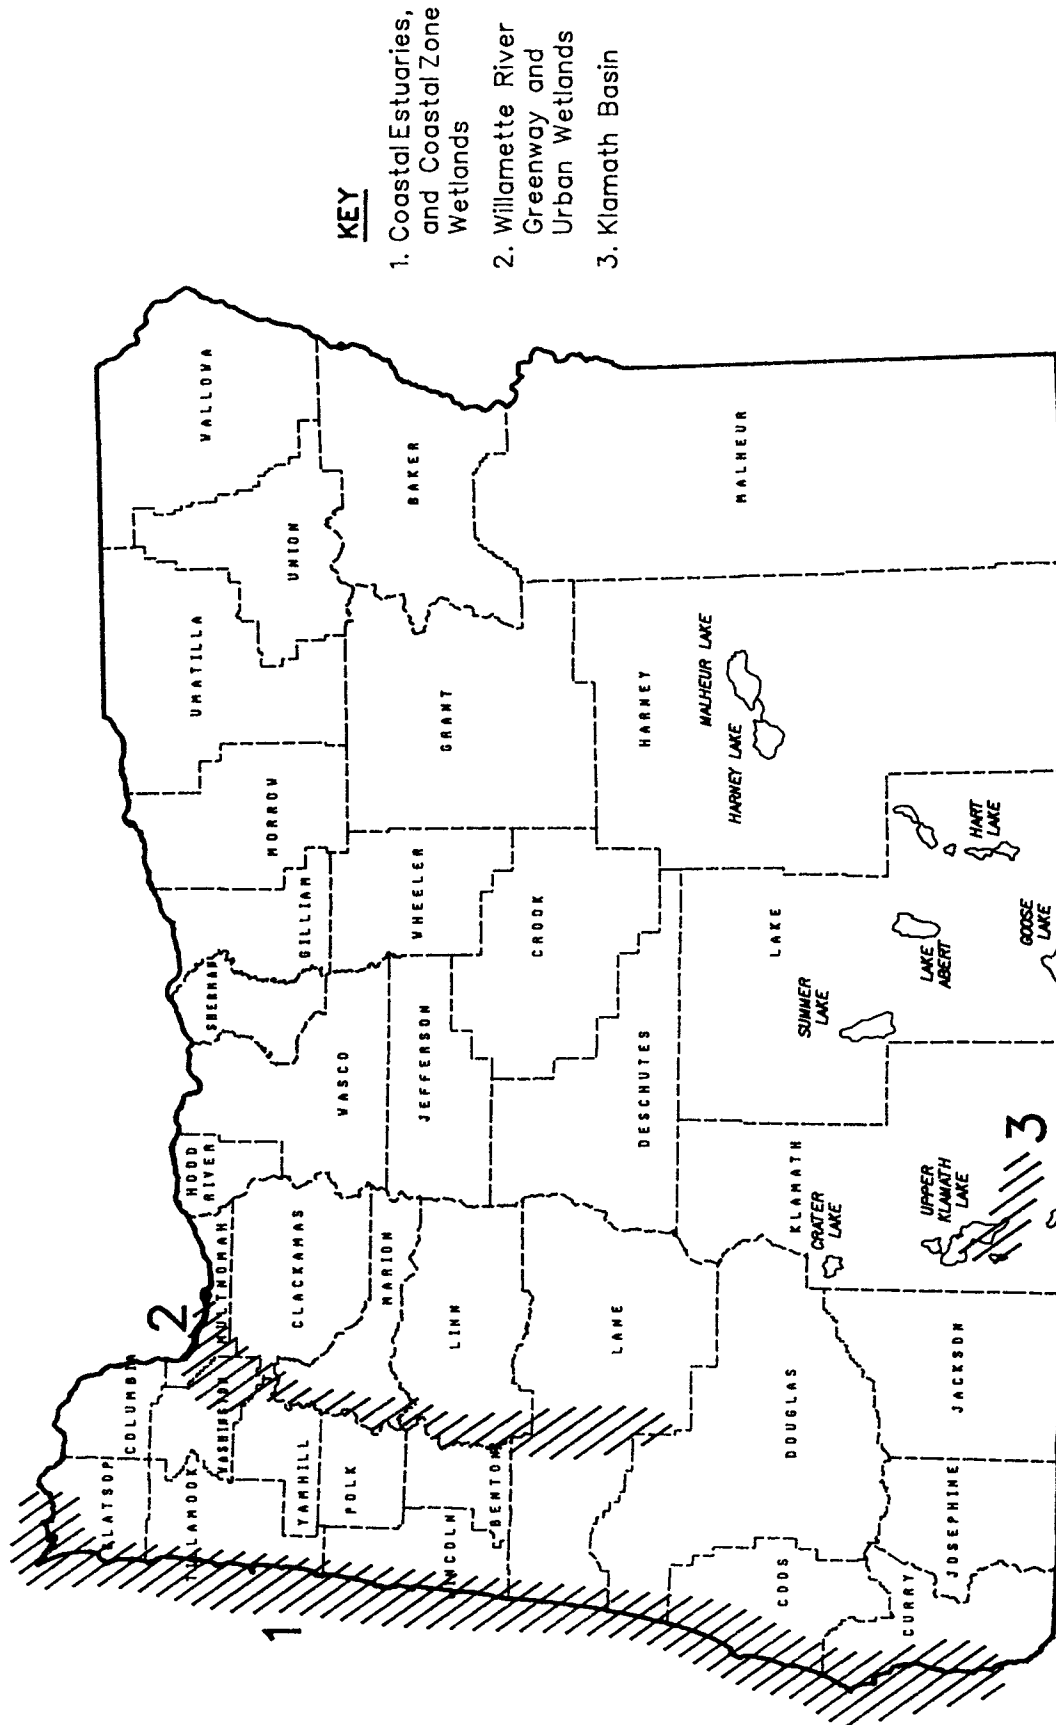 KEY
1. Coastal Estuaries,
and Coastal Zone
Wetlands
2. Willamette River
Greenway and
Urban Wetlands
3. Klamath Basin
1
2
3
CLATSOP
COLUMBIA
TILLAMOOK
WASHINGTON
MULTNOMAH
HOOD
RIVER
SHERMAN
GILLIAM
MORROW
UMATILLA
UNION
WALLOWA
YAMHILL
CLACKAMAS
WASCO
POLK
MARION
JEFFERSON
WHEELER
GRANT
BAKER
LINCOLN
BENTON
LINN
CROOK
LANE
DESCHUTES
HARNEY
MALHEUR
MALHEUR LAKE
HARNEY LAKE
COOS
DOUGLAS
KLAMATH
CRATER
LAKE
LAKE
SUMMER
LAKE
CURRY
JOSEPHINE
JACKSON
UPPER
KLAMATH
LAKE
LAKE
ABERT
HART
LAKE
GOOSE
LAKE